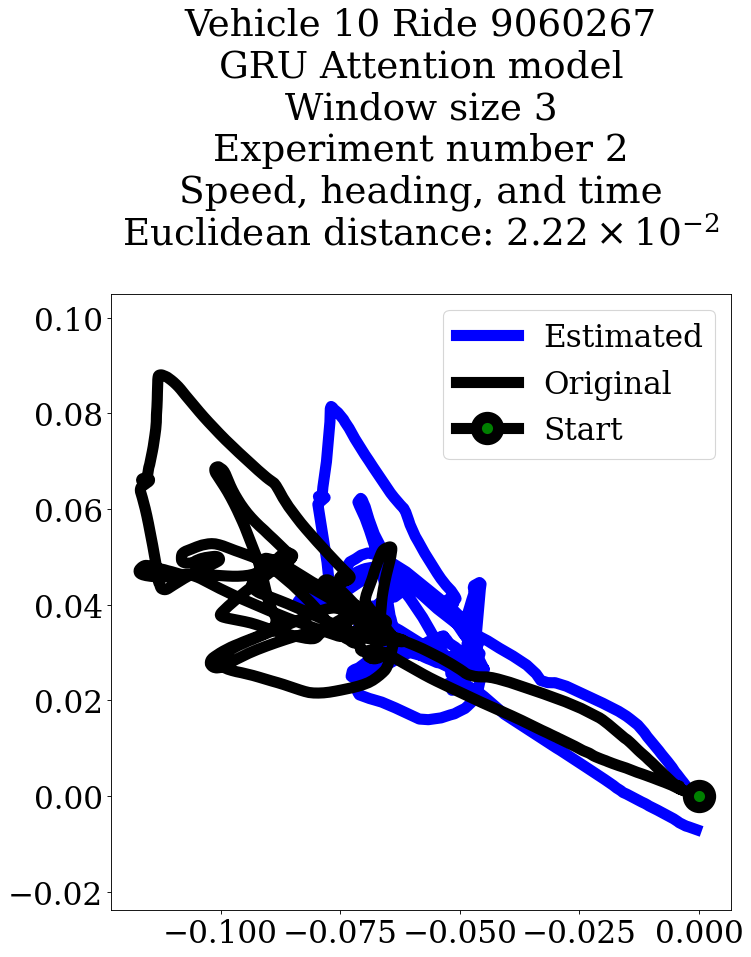 Vehicle 10 Ride 9060267
GRU Attention model
Window size 3
Experiment number 2
Speed, heading, and time
Euclidean distance: 2.22 × 10⁻²
Estimated
Original
Start
0.10
0.08
0.06
0.04
0.02
0.00
−0.02
−0.100 −0.075 −0.050 −0.025 0.000